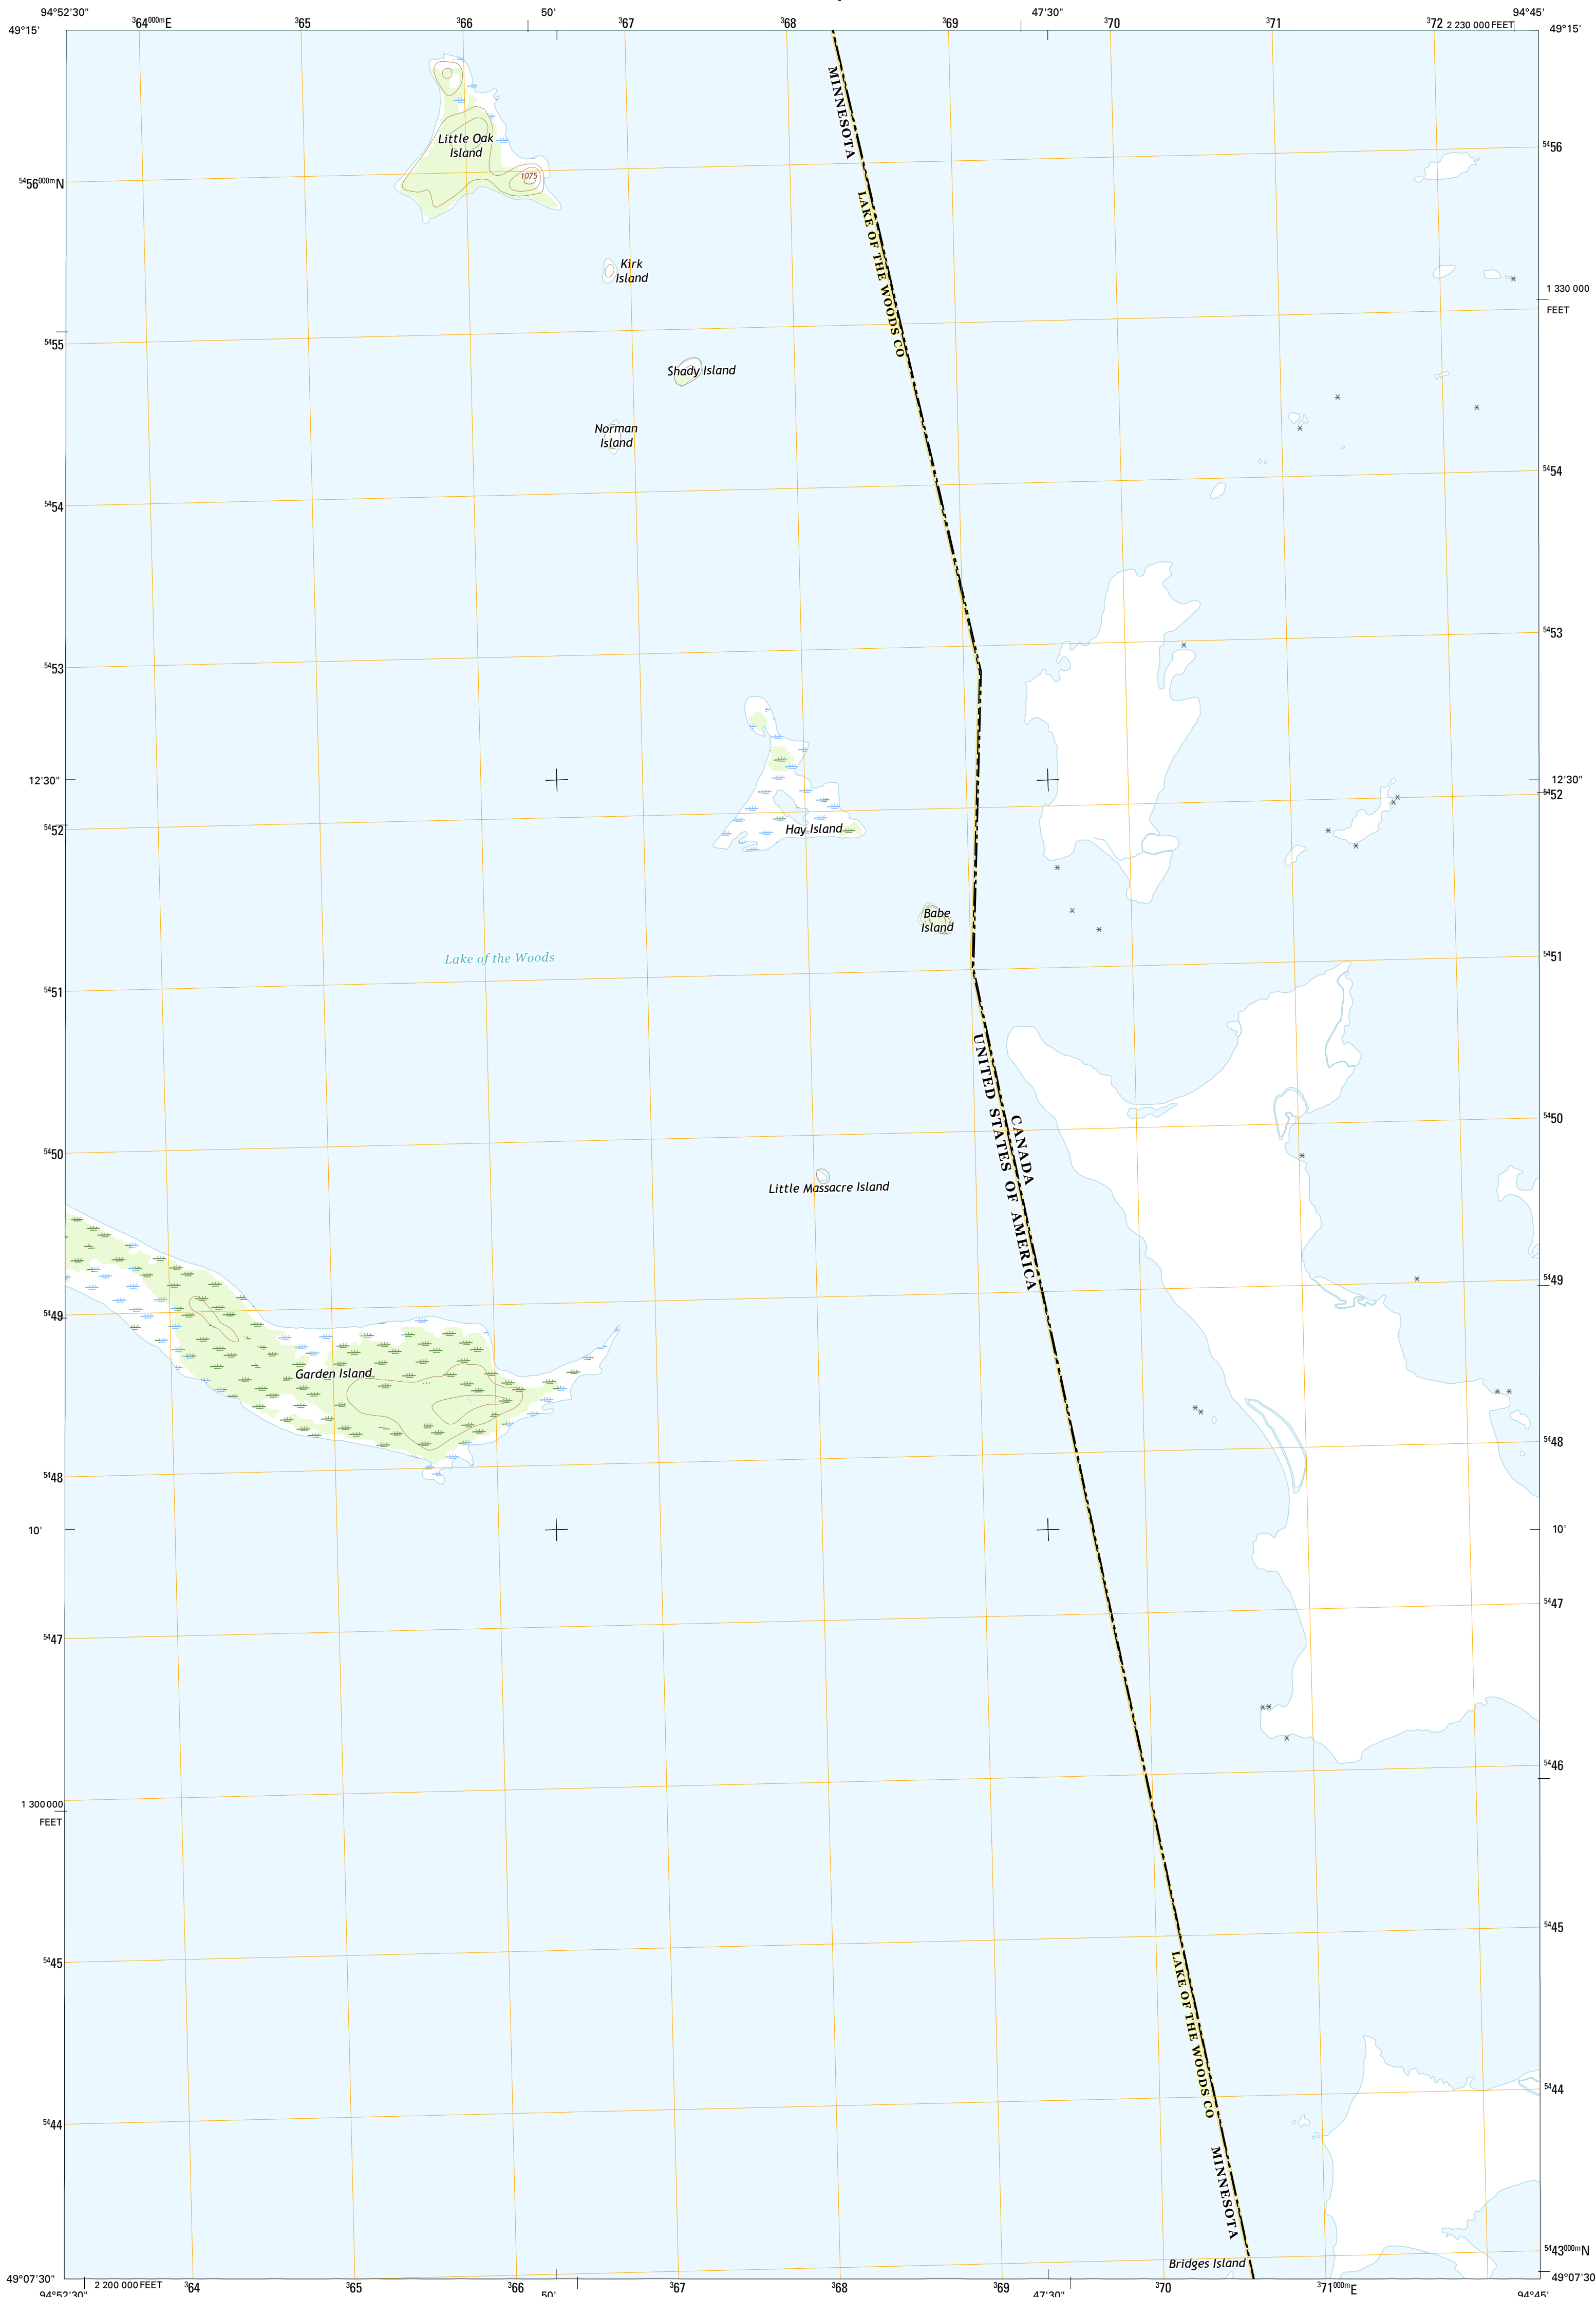 94°52'30"
³64⁰⁰⁰ᵐE
³65
³66
50'
³67
³68
³69
47'30"
³70
³71
³72
2 230 000 FEET
94°45'
49°15'
49°15'
MINNESOTA
Little Oak
Island
1075
⁵⁴56
⁵⁴56⁰⁰⁰ᵐN
LAKE OF THE WOODS CO
Kirk
Island
1 330 000
FEET
⁵⁴55
Shady Island
Norman
Island
⁵⁴54
⁵⁴54
⁵⁴53
⁵⁴53
12'30"
12'30"
⁵⁴52
⁵⁴52
Hay Island
Babe
Island
Lake of the Woods
⁵⁴51
⁵⁴51
UNITED STATES OF AMERICA
CANADA
⁵⁴50
⁵⁴50
Little Massacre Island
⁵⁴49
⁵⁴49
Garden Island
⁵⁴48
⁵⁴48
10'
10'
⁵⁴47
⁵⁴47
⁵⁴46
1 300 000
FEET
⁵⁴45
⁵⁴45
LAKE OF THE WOODS CO
⁵⁴44
⁵⁴44
MINNESOTA
⁵⁴43⁰⁰⁰ᵐN
Bridges Island
49°07'30"
49°07'30
2 200 000 FEET
³64
³65
³66
³67
³68
³69
³70
³71⁰⁰⁰ᵐE
94°52'30"
50'
47'30"
94°45'